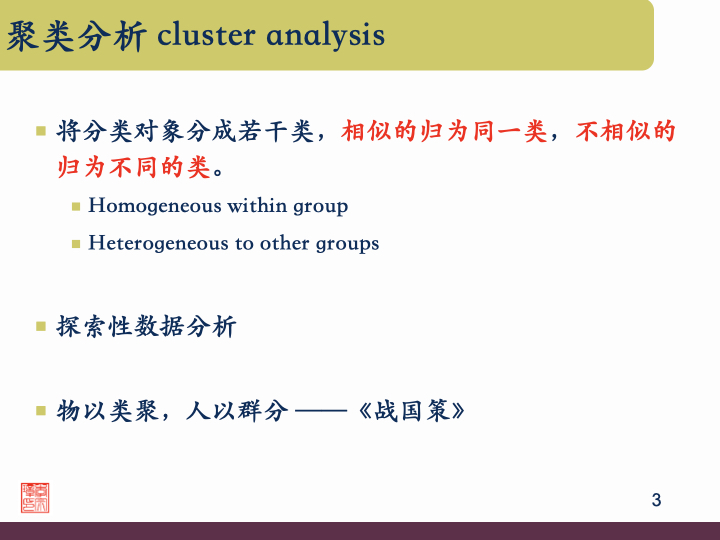 聚类分析 cluster analysis
将分类对象分成若干类，相似的归为同一类，不相似的
归为不同的类。
Homogeneous within group
Heterogeneous to other groups
探索性数据分析
物以类聚，人以群分 ——《战国策》
3